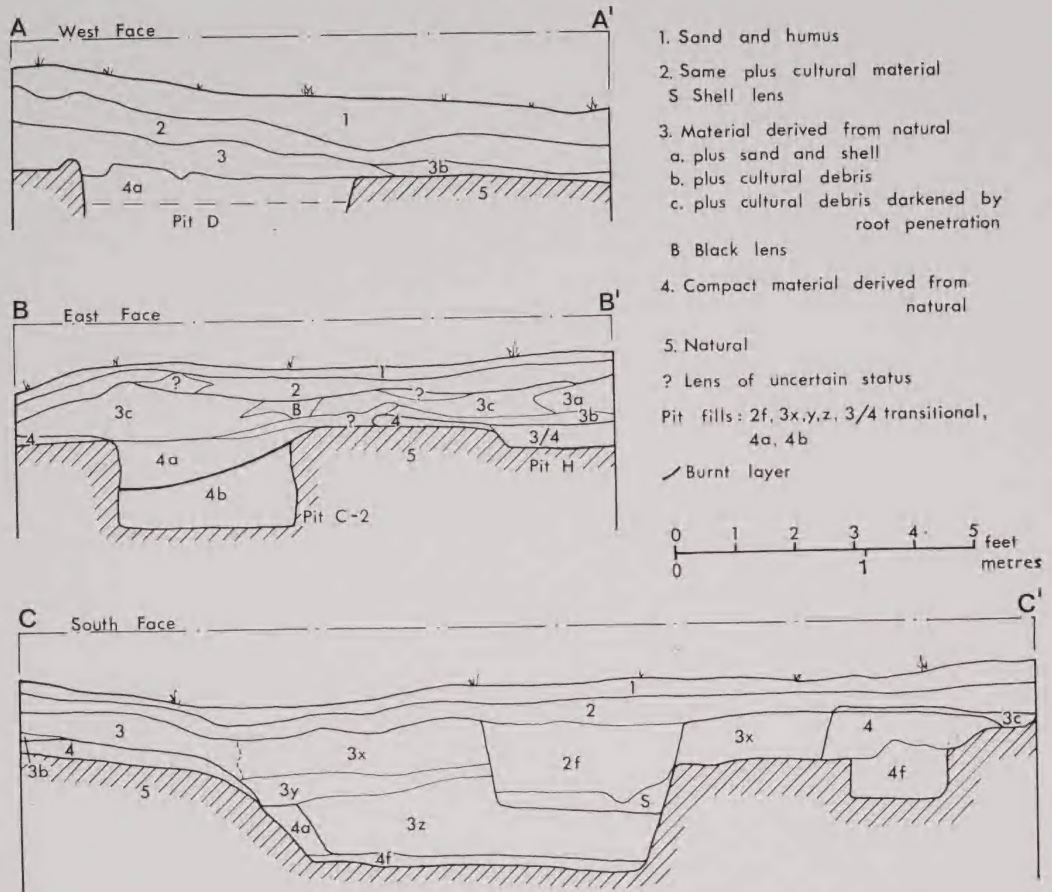 A A'
West Face
1
2
3
3b
4a
5
Pit D
B B'
East Face
1
?
2
?
3c
B
3c
3a
3b
4
?
4
4a
5
3/4
Pit H
4b
Pit C-2
C C'
South Face
1
2
3
3x
3x
4
3c
4
3b
2f
5
3y
S
4f
4a
3z
4f
1. Sand and humus
2. Same plus cultural material
S Shell lens
3. Material derived from natural
a. plus sand and shell
b. plus cultural debris
c. plus cultural debris darkened by
root penetration
B Black lens
4. Compact material derived from
natural
5. Natural
? Lens of uncertain status
Pit fills: 2f, 3x,y,z, 3/4 transitional,
4a, 4b
Burnt layer
0 1 2 3 4 5 feet
0 1 metres